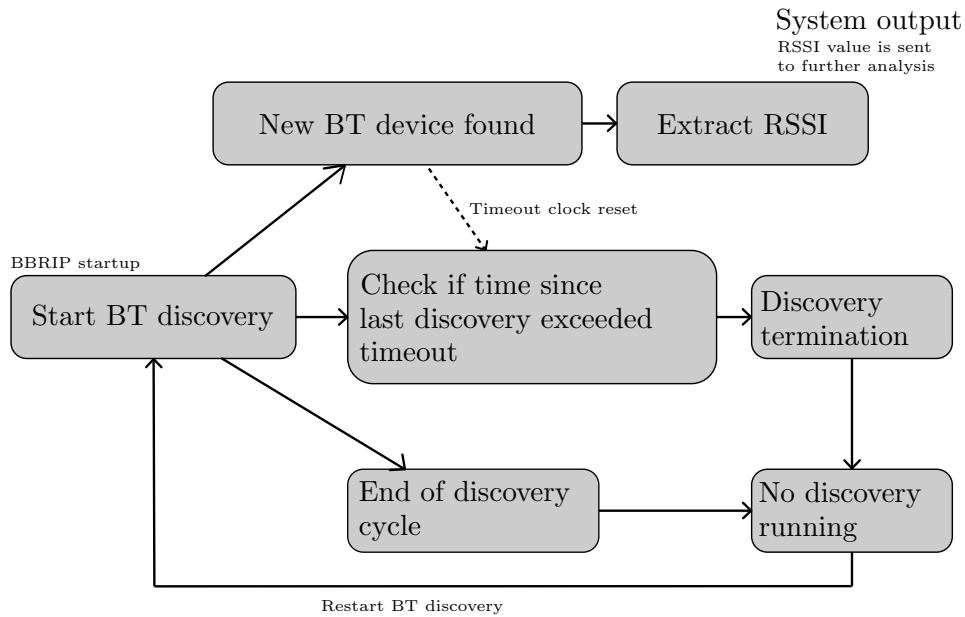 System output
RSSI value is sent
to further analysis
New BT device found
Extract RSSI
Timeout clock reset
BBRIP startup
Start BT discovery
Check if time since
last discovery exceeded
timeout
Discovery
termination
End of discovery
cycle
No discovery
running
Restart BT discovery